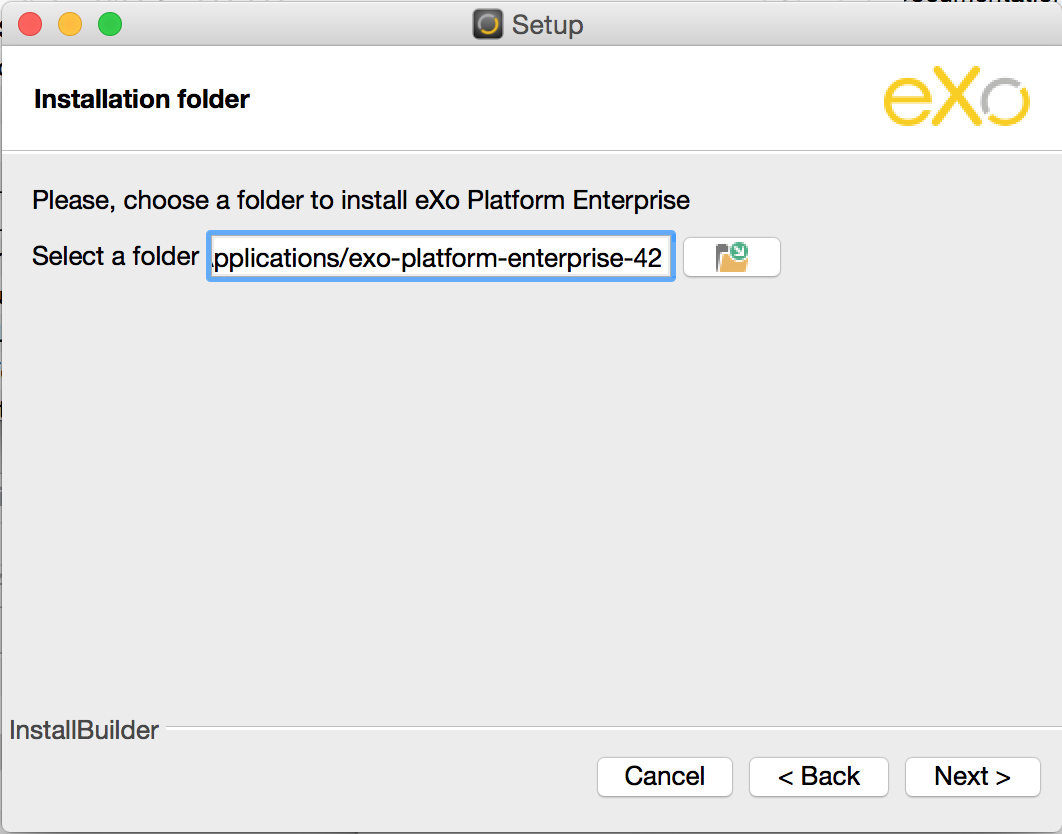 Setup
Installation folder
eXo
Please, choose a folder to install eXo Platform Enterprise
Select a folder pplications/exo-platform-enterprise-42
InstallBuilder
Cancel < Back Next >